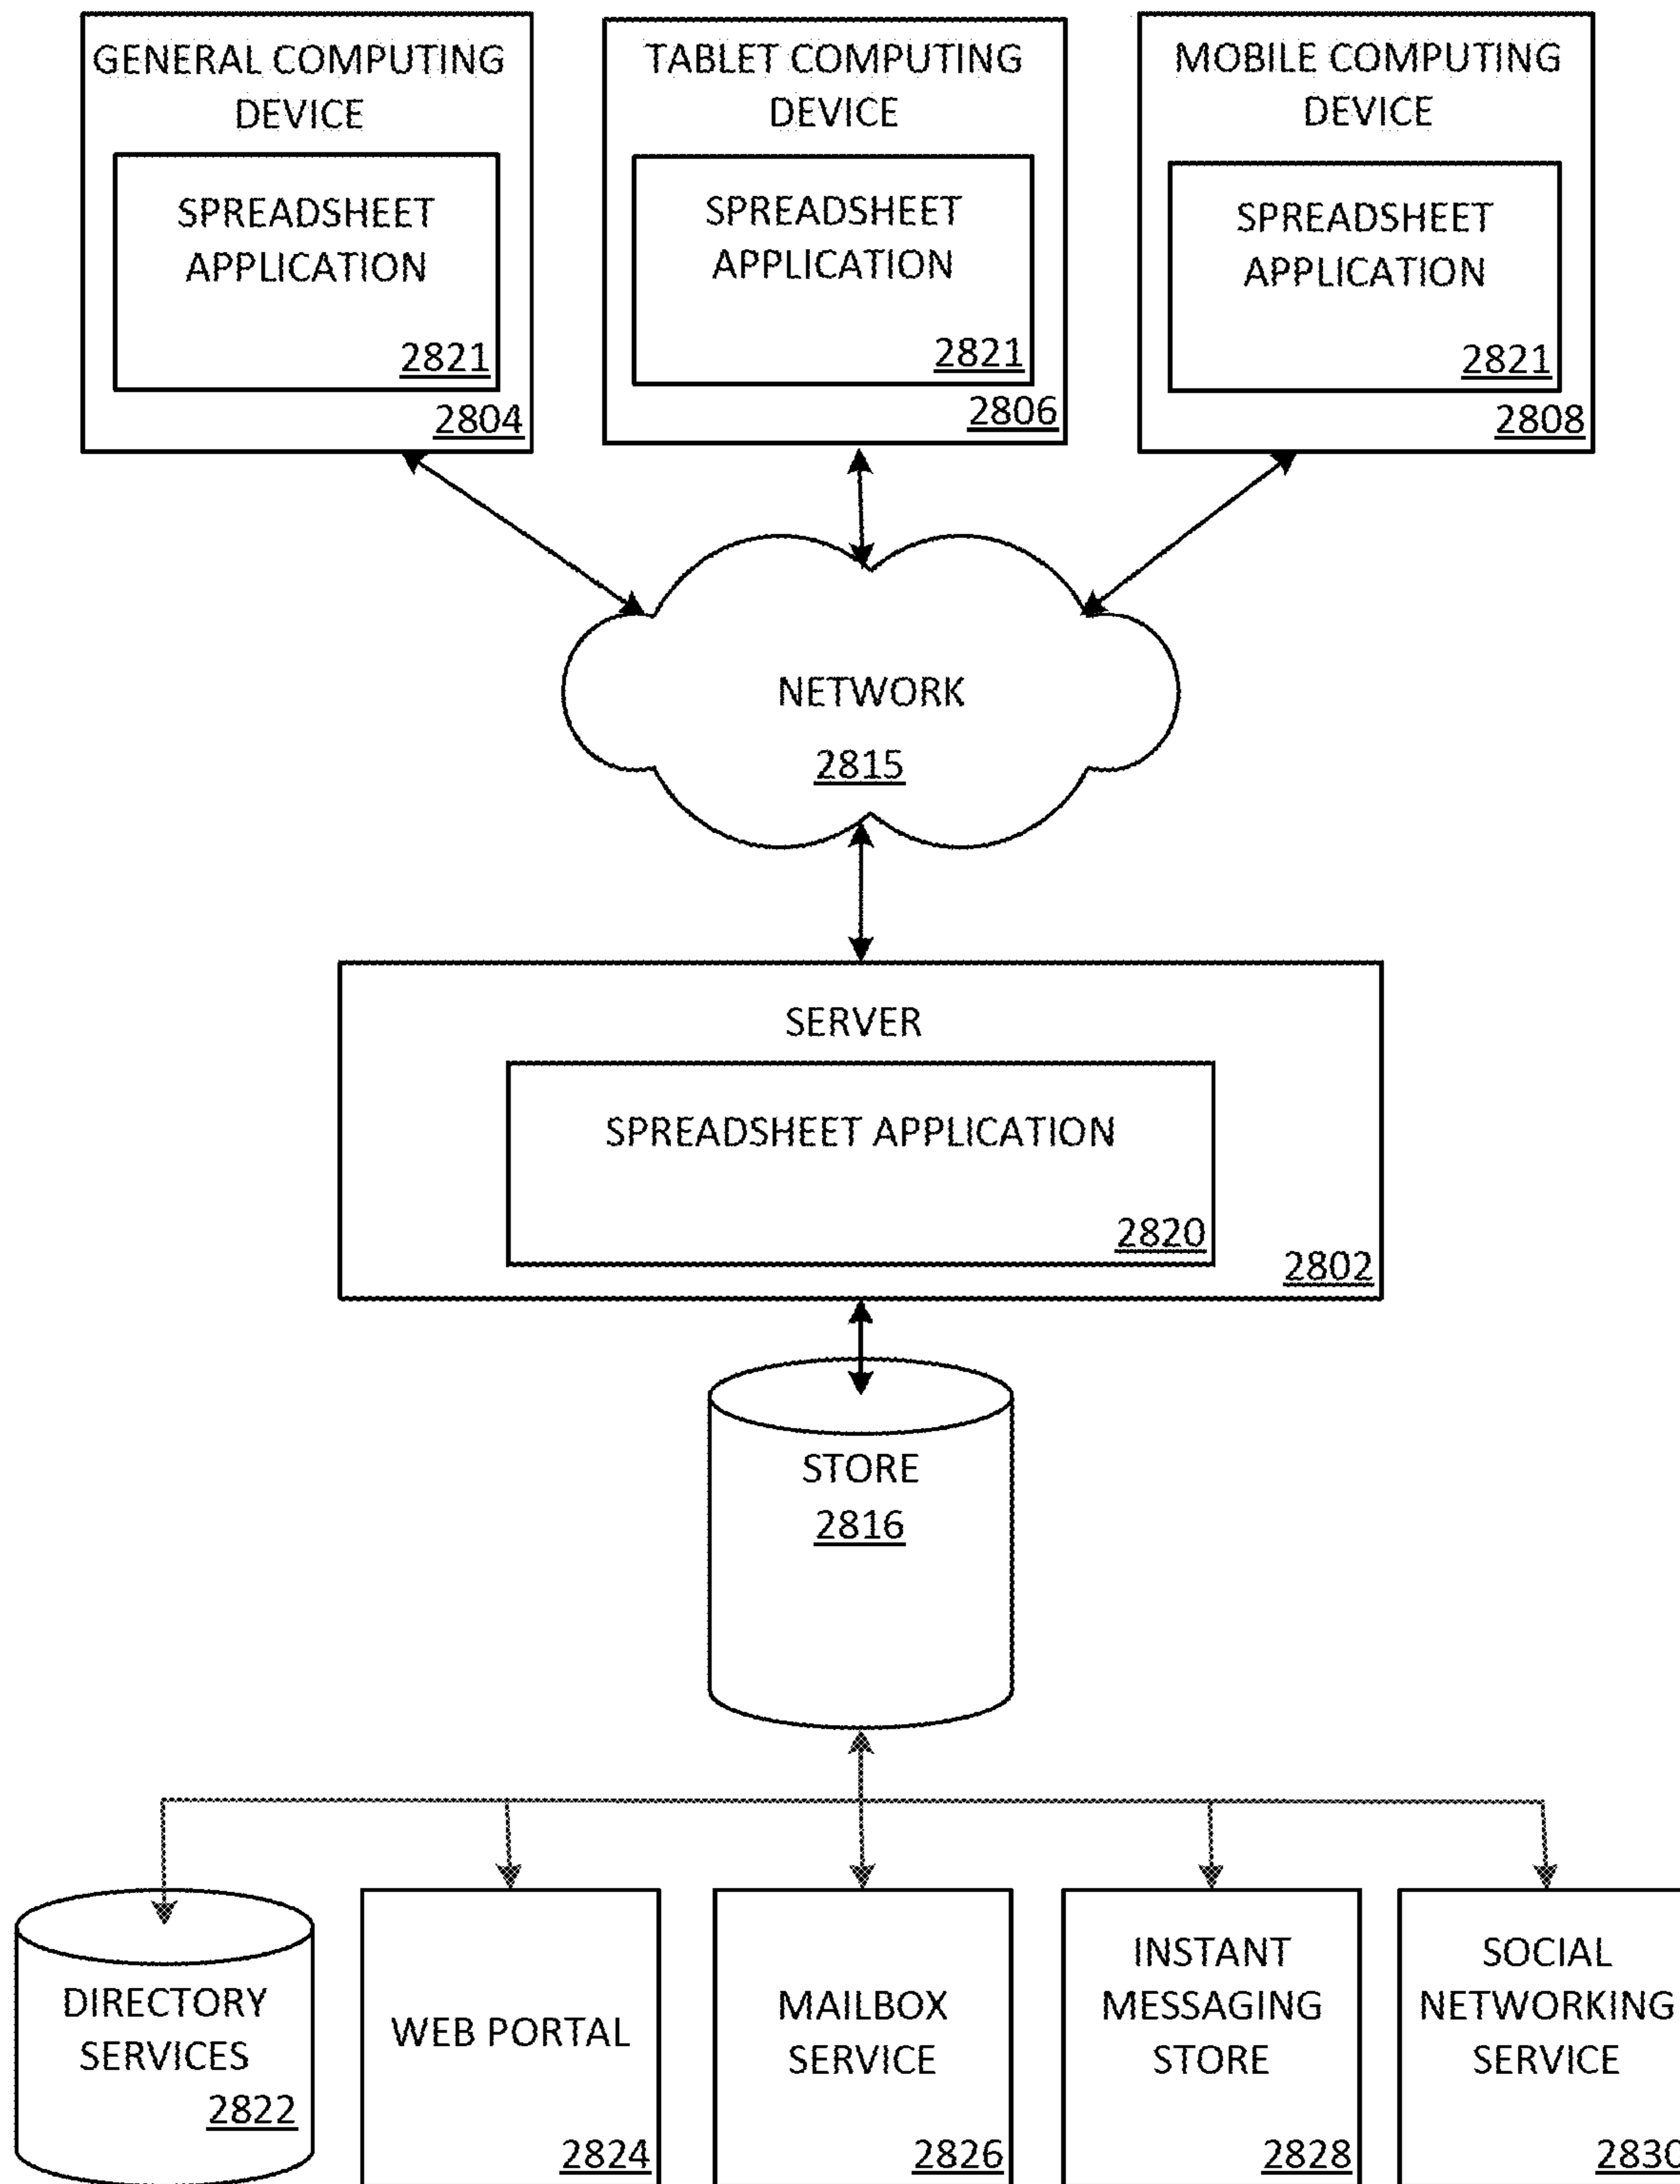 GENERAL COMPUTING
DEVICE
SPREADSHEET
APPLICATION
2821
2804
TABLET COMPUTING
DEVICE
SPREADSHEET
APPLICATION
2821
2806
MOBILE COMPUTING
DEVICE
SPREADSHEET
APPLICATION
2821
2808
NETWORK
2815
SERVER
SPREADSHEET APPLICATION
2820
2802
STORE
2816
DIRECTORY
SERVICES
2822
WEB PORTAL
2824
MAILBOX
SERVICE
2826
INSTANT
MESSAGING
STORE
2828
SOCIAL
NETWORKING
SERVICE
2830